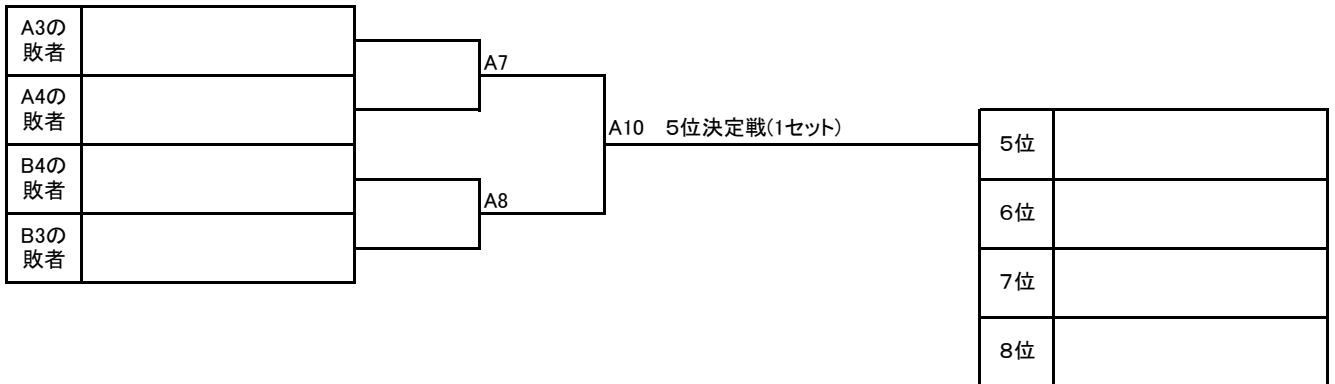 A3の
敗者
A4の
敗者
B4の
敗者
B3の
敗者
A7
A8
A10　５位決定戦(1セット)
５位
６位
７位
８位